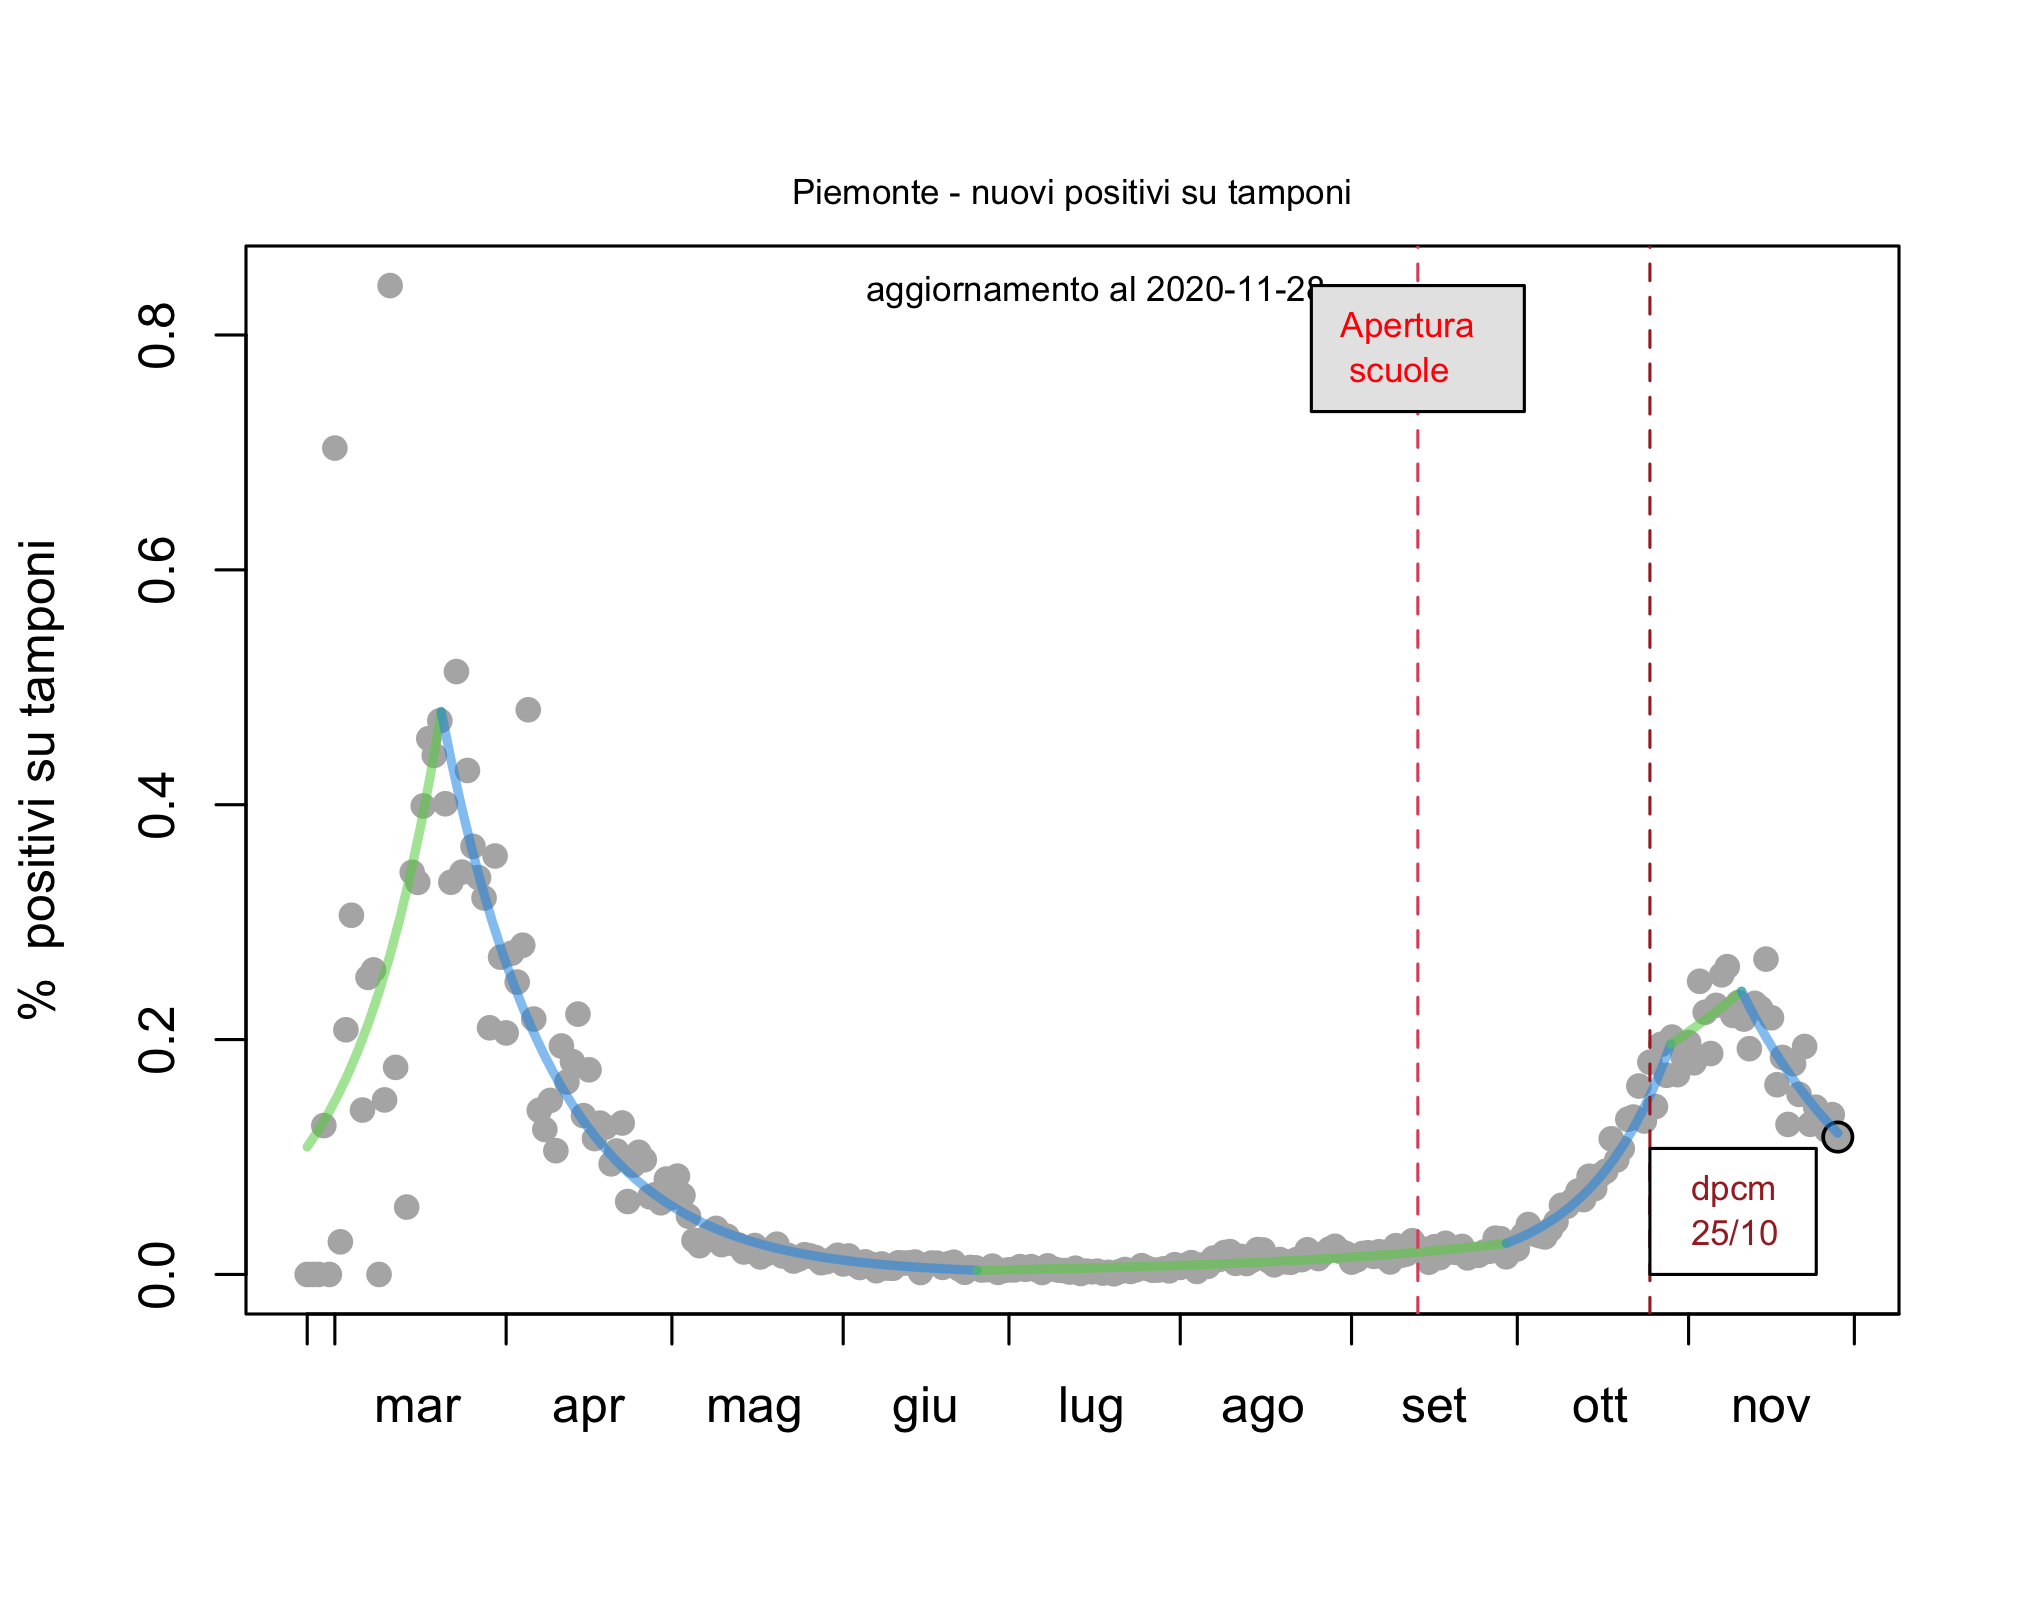 Piemonte - nuovi positivi su tamponi
aggiornamento al 2020-11-28
Apertura
scuole
% positivi su tamponi
0.8
0.6
0.4
0.2
0.0
dpcm
25/10
mar apr mag giu lug ago set ott nov